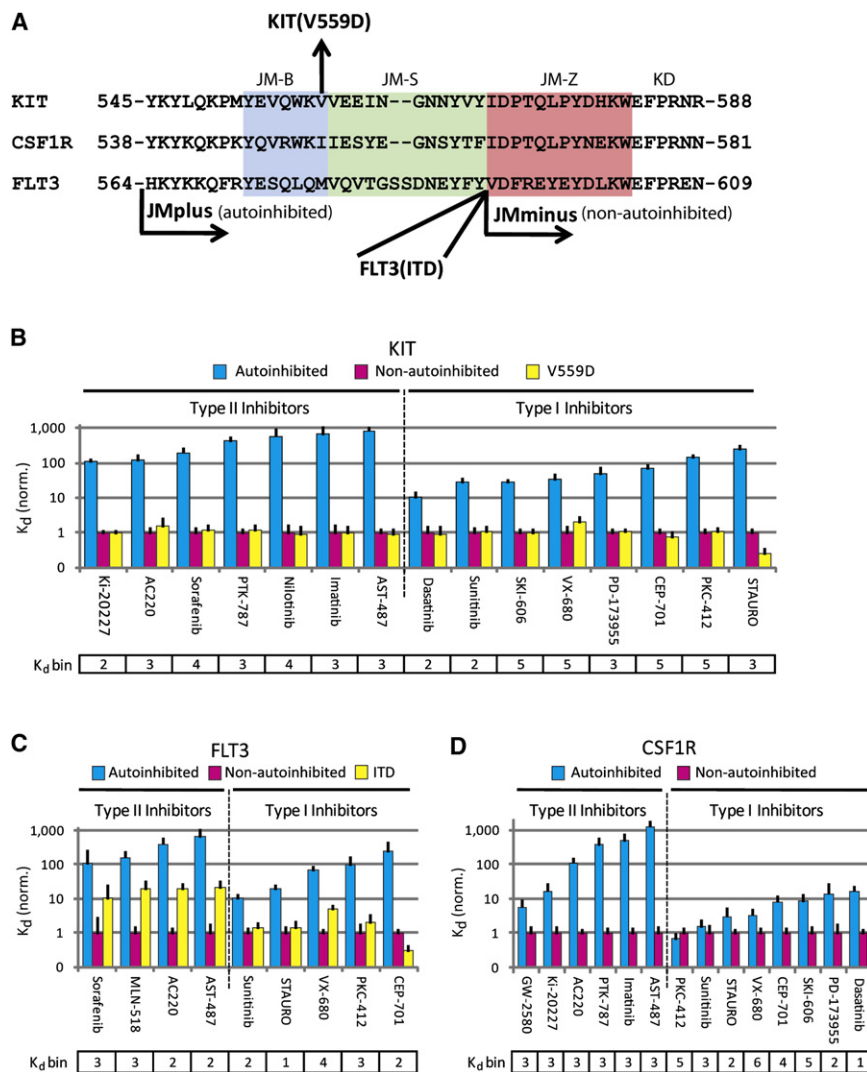 A
KIT(V559D)
JM-B JM-S JM-Z KD
KIT 545-YKYLQKPMYEVQWKVVEEIN--GNNYVYIDPTQLPYDHKWEFPRNR-588
CSF1R 538-YKYKQKPKYQVRWKIIESYE--GNSYTFIDPTQLPYNEKWEFPRNN-581
FLT3 564-HKYKKQFRYESQLQMVQVTGSSDNEYFYVDFREYEYDLKWEFPREN-609
JMplus (autoinhibited) JMminus (non-autoinhibited)
FLT3(ITD)
B
KIT
Autoinhibited Non-autoinhibited V559D
Type II Inhibitors Type I Inhibitors
Kd (norm.)
1,000
100
10
1
0
Ki-20227 AC220 Sorafenib PTK-787 Nilotinib Imatinib AST-487 Dasatinib Sunitinib SKI-606 VX-680 PD-173955 CEP-701 PKC-412 STAURO
Kd bin 2 3 4 3 4 3 3 2 2 5 5 3 5 5 3
C
FLT3
Autoinhibited Non-autoinhibited ITD
Type II Inhibitors Type I Inhibitors
Kd (norm.)
1,000
100
10
1
0
Sorafenib MLN-518 AC220 AST-487 Sunitinib STAURO VX-680 PKC-412 CEP-701
Kd bin 3 3 2 2 2 1 4 3 2
D
CSF1R
Autoinhibited Non-autoinhibited
Type II Inhibitors Type I Inhibitors
Kd (norm.)
1,000
100
10
1
0
GW-2580 Ki-20227 AC220 PTK-787 Imatinib AST-487 PKC-412 Sunitinib STAURO VX-680 CEP-701 SKI-606 PD-173955 Dasatinib
Kd bin 3 3 3 3 3 3 5 3 2 6 4 5 2 1